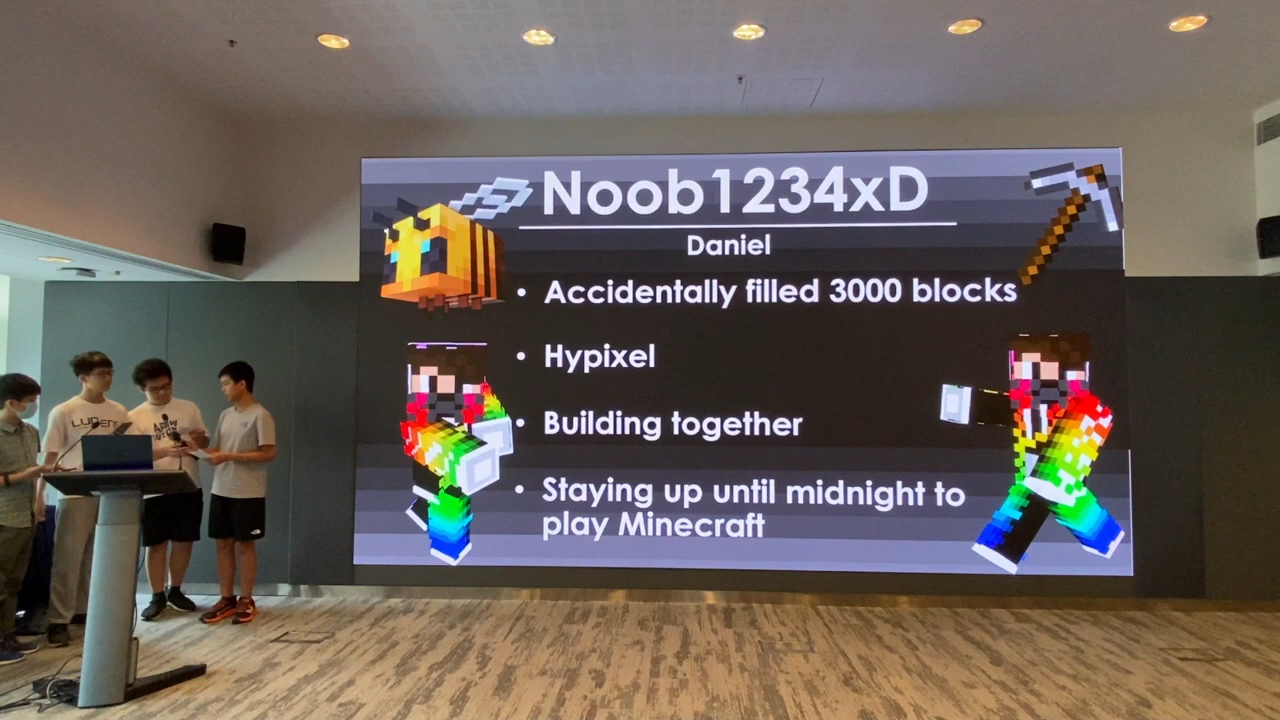 Noob1234xD
Daniel
• Accidentally filled 3000 blocks
• Hypixel
• Building together
• Staying up until midnight to
play Minecraft